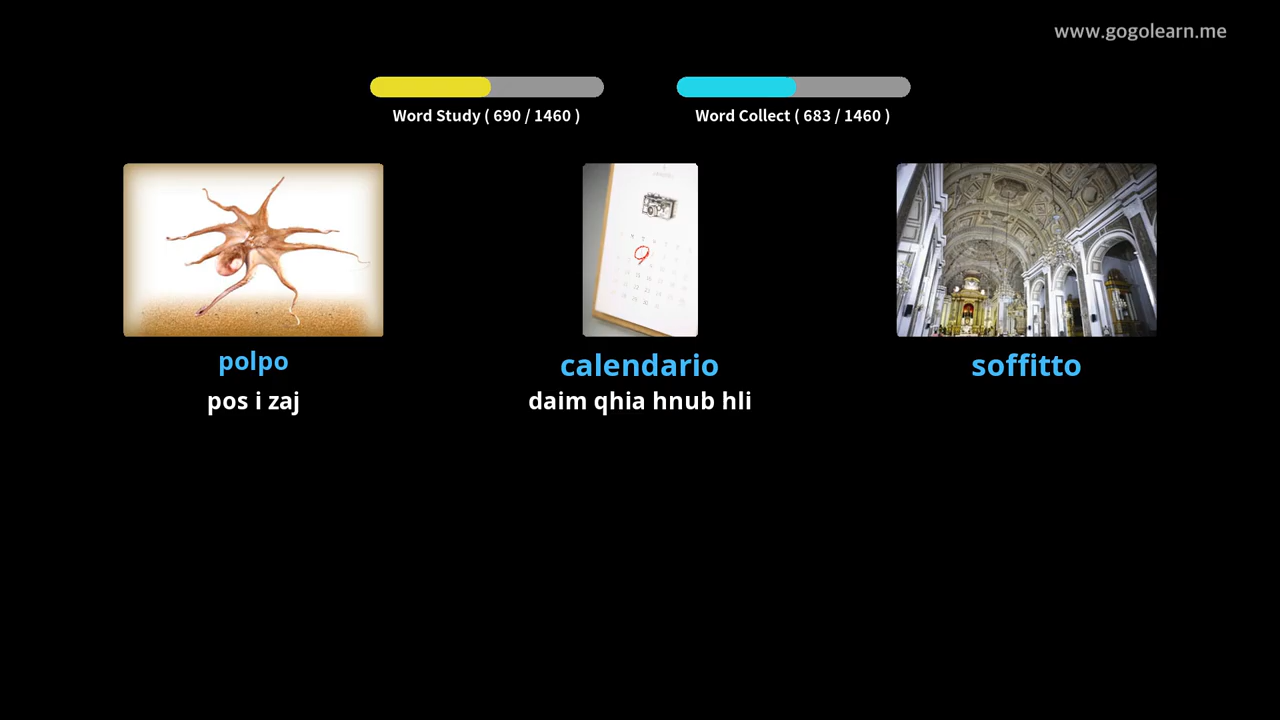 www.gogolearn.me
Word Study ( 690 / 1460 )
Word Collect ( 683 / 1460 )
polpo
calendario
soffitto
pos i zaj
daim qhia hnub hli